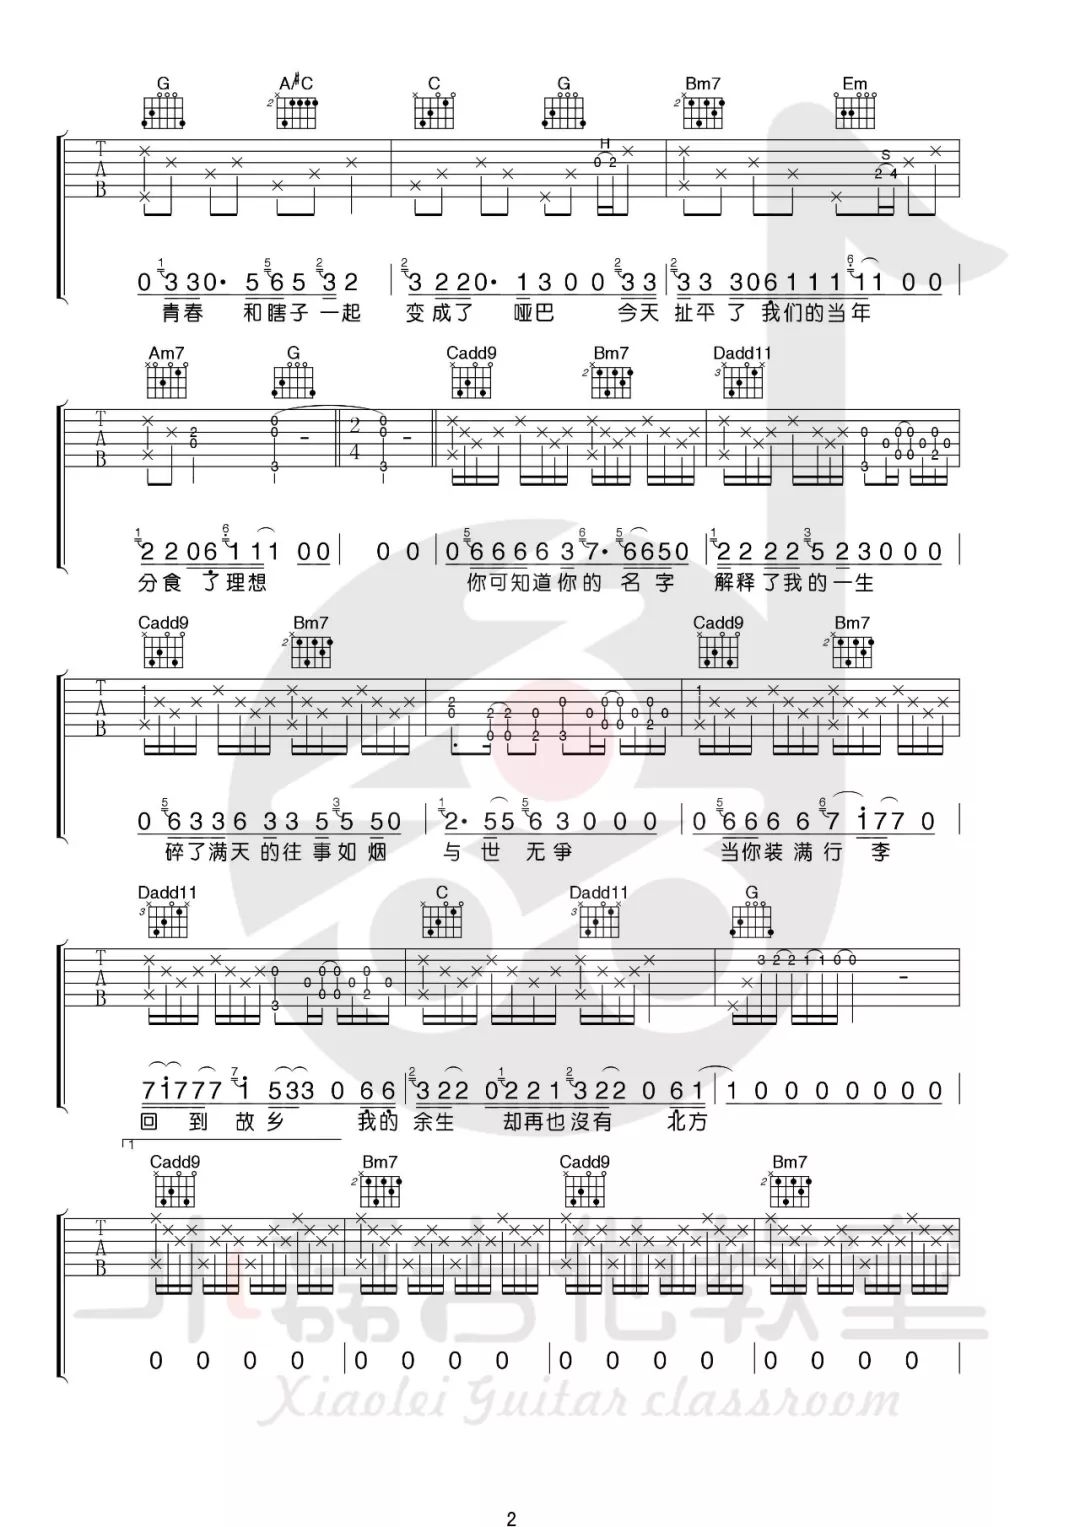 G A/#C C G Bm7 Em
H S
0 3 3 0· 5 6 5 3 2 3 2 2 0· 1 3 0 0 3 3 3 3 3 0 6 1 1 1 1 1 0 0
青春 和瞎子一起 变成了 哑巴 今天 扯平了 我们的当年
Am7 G Cadd9 Bm7 Dadd11
2 2 0 6· 1 1 1 0 0 0 0 0 6 6 6 6 3 7· 6 6 5 0 2 2 2 2 5 2 3 0 0 0
分食 了理想 你可知道你的 名字 解释了我的一生
Cadd9 Bm7 Cadd9 Bm7
0 6 3 3 6 3 3 5 5 5 0 2· 5 5 6 3 0 0 0 0 6 6 6 6 7 i 7 7 0
碎了满天的往事如烟 与世无争 当你装满行李
Dadd11 C Dadd11 G
7 i 7 7 7 i 5 3 3 0 6 6 3 2 2 0 2 2 1 3 2 2 0 6 1 1 0 0 0 0 0 0
回到故乡 我的余生 却再也沒有 北方
1
Cadd9 Bm7 Cadd9 Bm7
0 0 0 0 0 0 0 0 0 0 0 0 0 0 0 0
小磊吉他教室
Xiaolei Guitar classroom
2